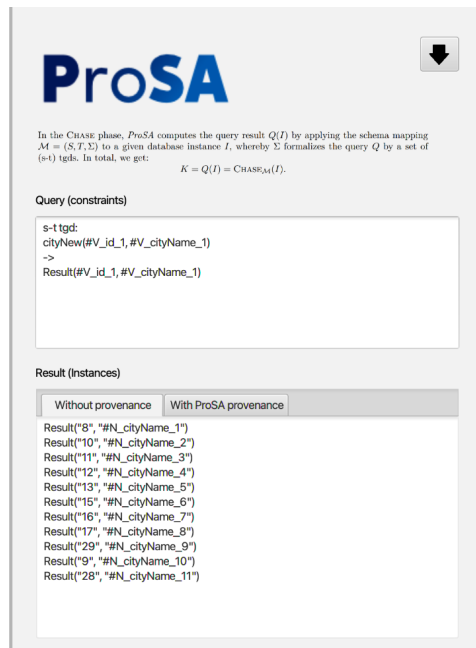 ProSA
In the CHASE phase, ProSA computes the query result Q(I) by applying the schema mapping
M = (S, T, Σ) to a given database instance I, whereby Σ formalizes the query Q by a set of
(s-t) tgds. In total, we get:
K = Q(I) = CHASE_M(I).
Query (constraints)
s-t tgd:
cityNew(#V_id_1, #V_cityName_1)
->
Result(#V_id_1, #V_cityName_1)
Result (Instances)
Without provenance With ProSA provenance
Result("8", "#N_cityName_1")
Result("10", "#N_cityName_2")
Result("11", "#N_cityName_3")
Result("12", "#N_cityName_4")
Result("13", "#N_cityName_5")
Result("15", "#N_cityName_6")
Result("16", "#N_cityName_7")
Result("17", "#N_cityName_8")
Result("29", "#N_cityName_9")
Result("9", "#N_cityName_10")
Result("28", "#N_cityName_11")